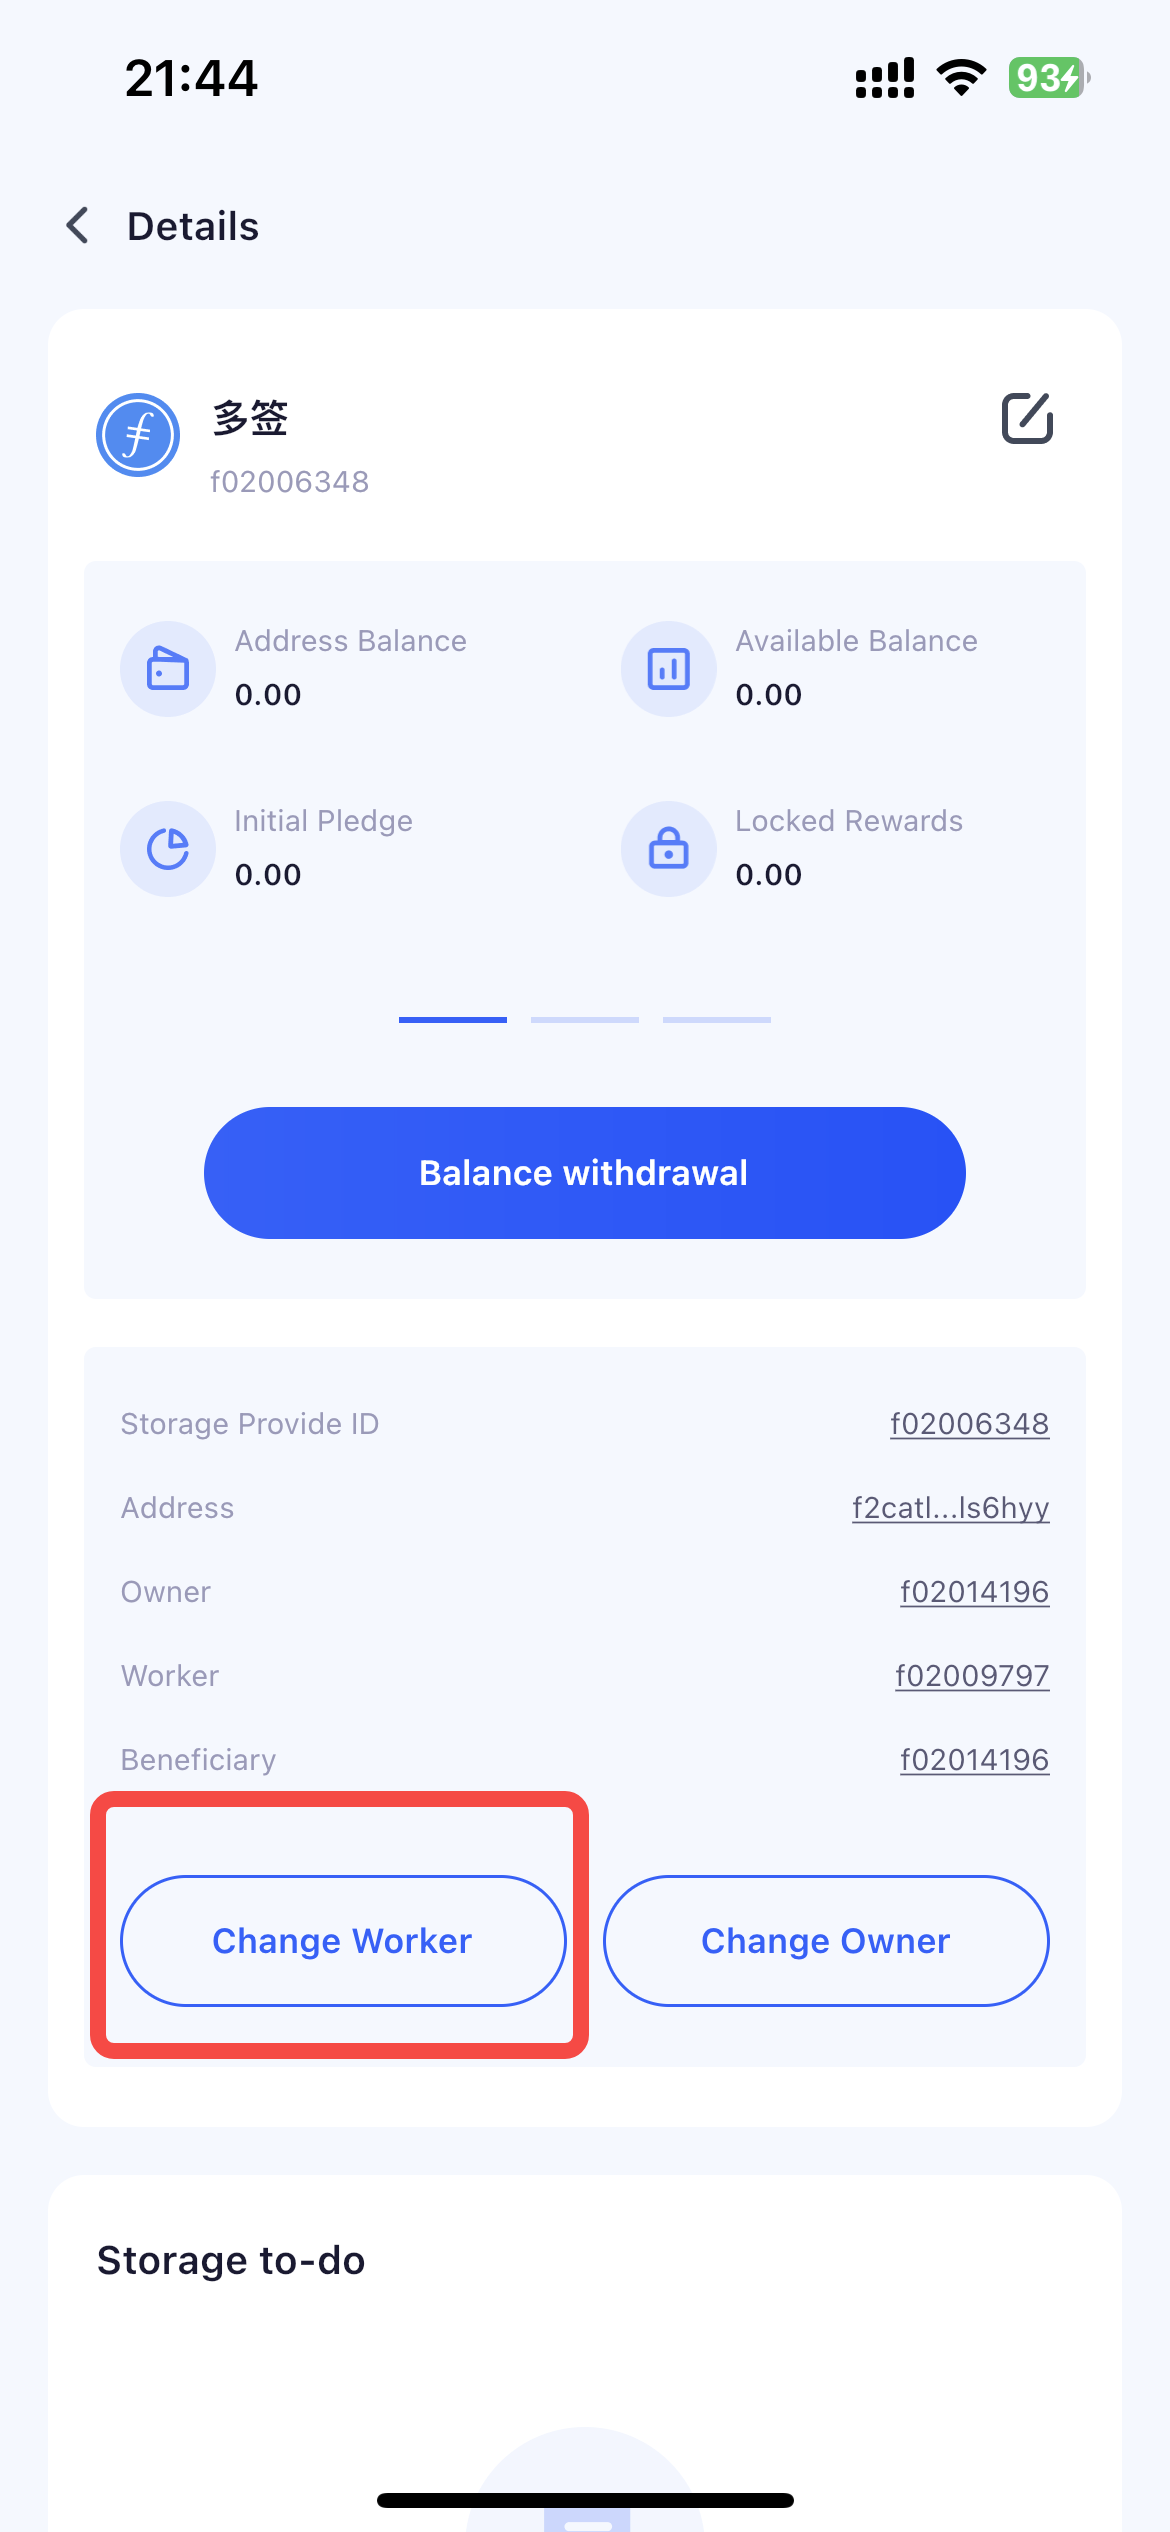 21:44
93
Details
多签
f02006348
Address Balance
0.00
Available Balance
0.00
Initial Pledge
0.00
Locked Rewards
0.00
Balance withdrawal
Storage Provide ID
f02006348
Address
f2catl...ls6hyy
Owner
f02014196
Worker
f02009797
Beneficiary
f02014196
Change Worker
Change Owner
Storage to-do